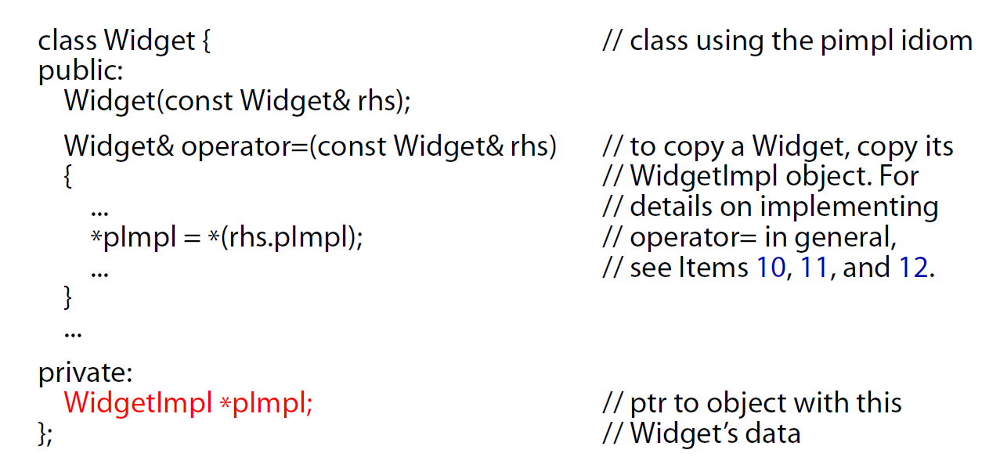 class Widget { // class using the pimpl idiom
public:
Widget(const Widget& rhs);
Widget& operator=(const Widget& rhs) // to copy a Widget, copy its
{ // WidgetImpl object. For
... // details on implementing
*pImpl = *(rhs.pImpl); // operator= in general,
... // see Items 10, 11, and 12.
}
...
private:
WidgetImpl *pImpl; // ptr to object with this
}; // Widget’s data